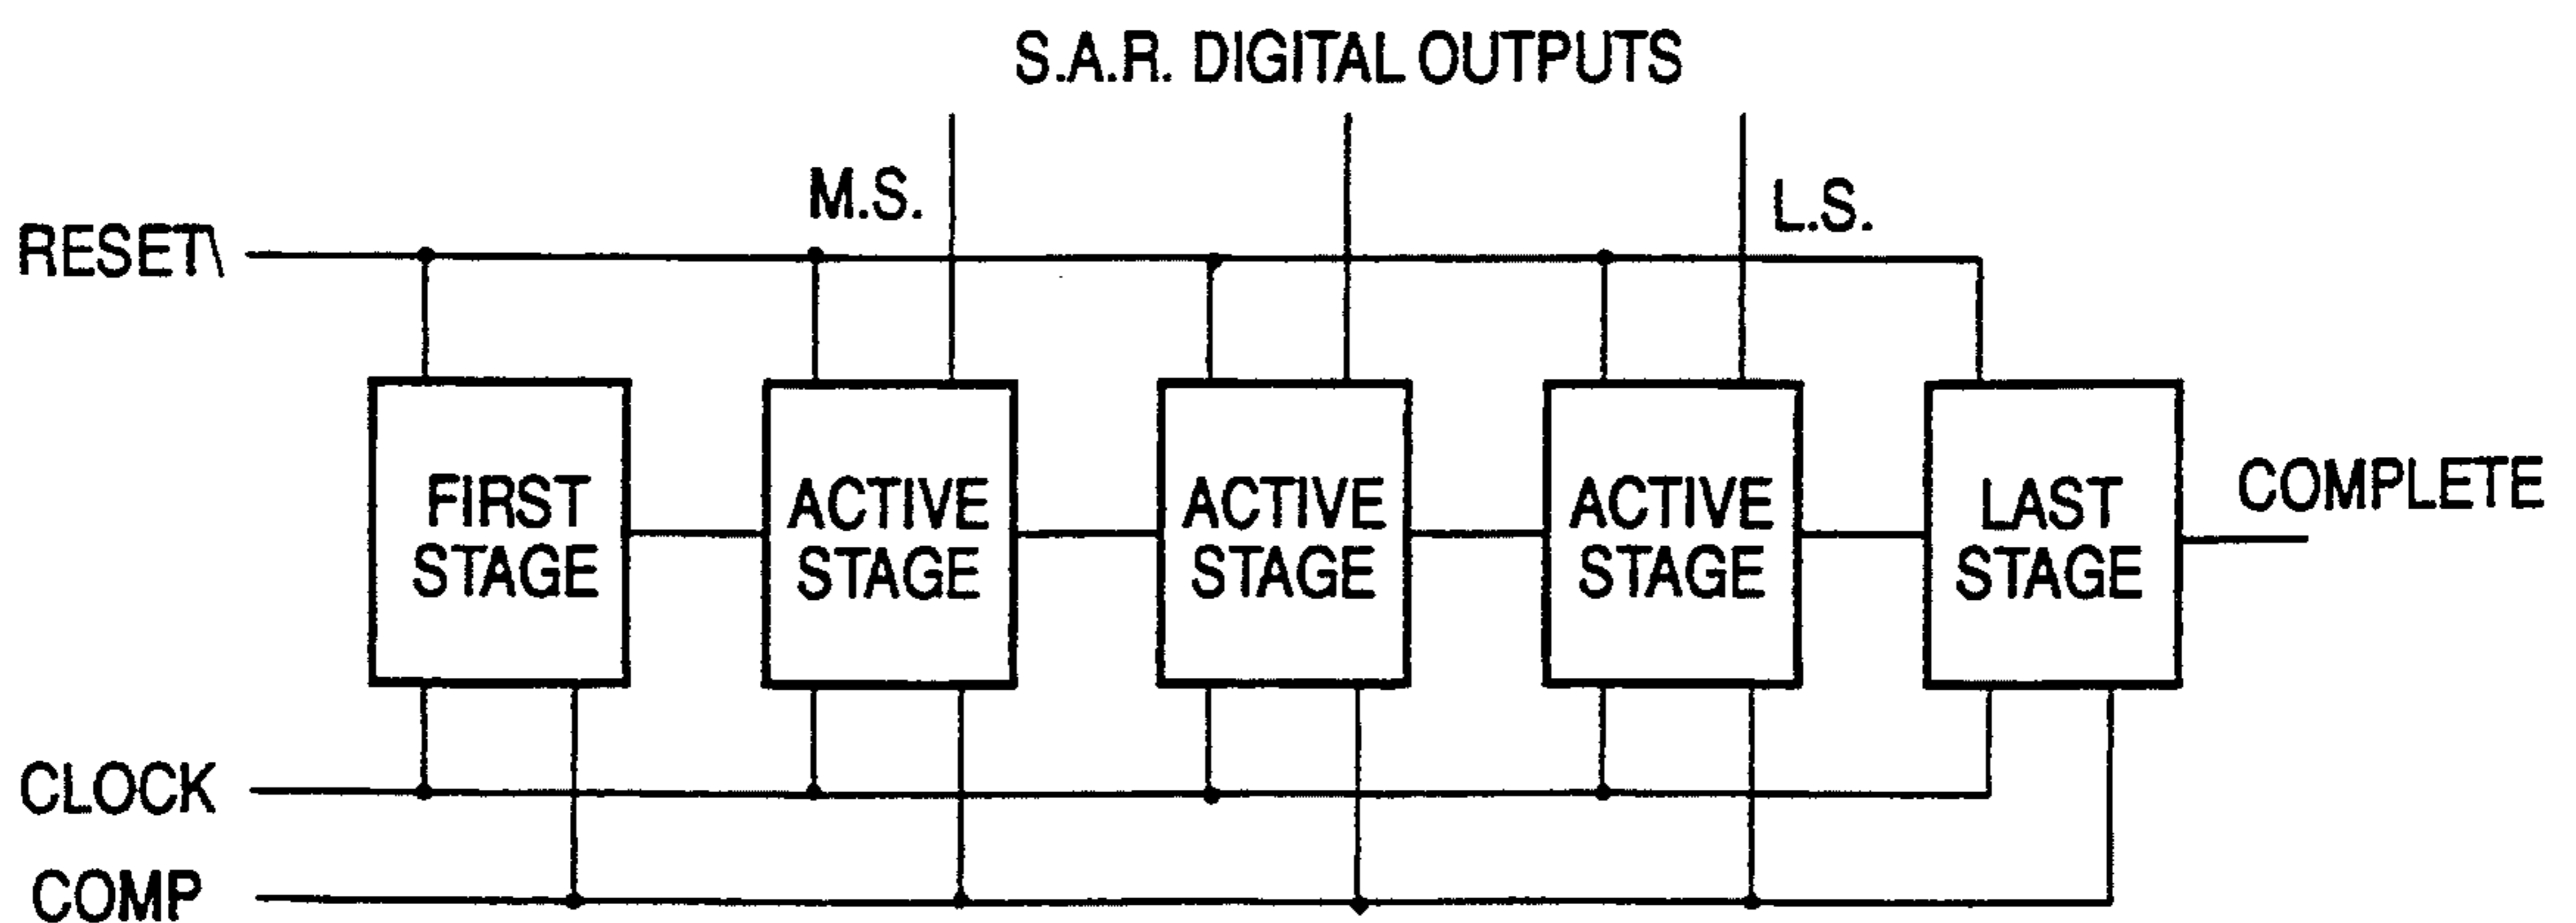 S.A.R. DIGITAL OUTPUTS
M.S.
L.S.
RESET\
FIRST
STAGE
ACTIVE
STAGE
ACTIVE
STAGE
ACTIVE
STAGE
LAST
STAGE
COMPLETE
CLOCK
COMP